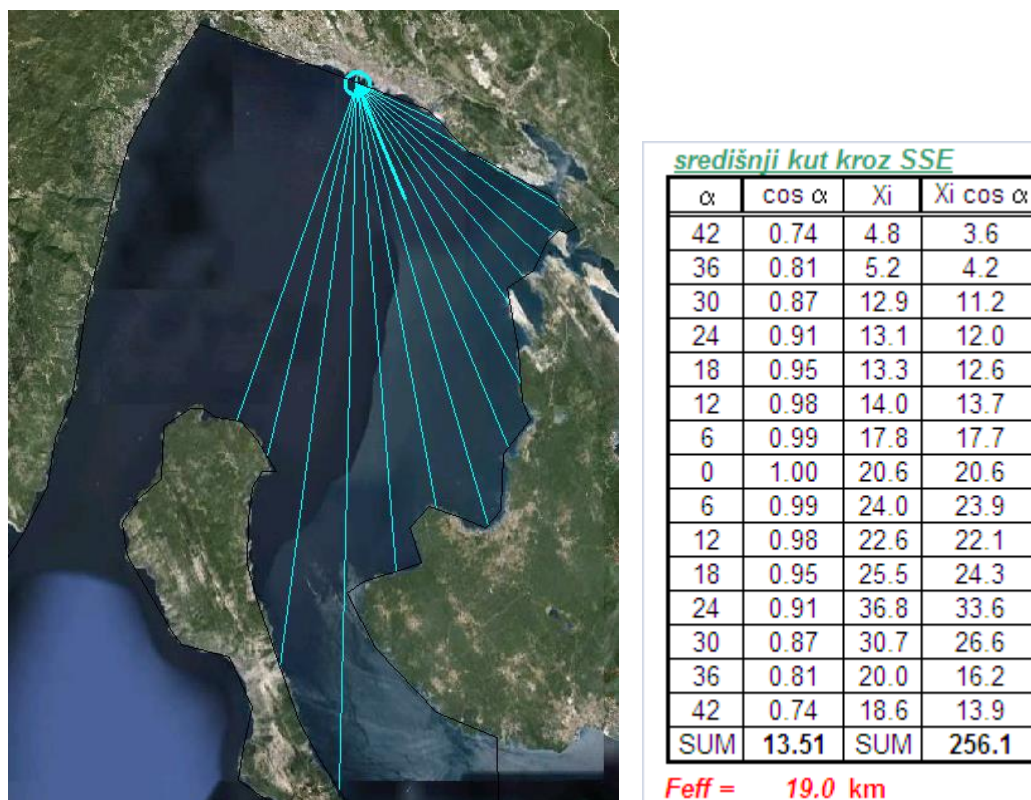 središnji kut kroz SSE
α cos α Xi Xi cos α
42 0.74 4.8 3.6
36 0.81 5.2 4.2
30 0.87 12.9 11.2
24 0.91 13.1 12.0
18 0.95 13.3 12.6
12 0.98 14.0 13.7
6 0.99 17.8 17.7
0 1.00 20.6 20.6
6 0.99 24.0 23.9
12 0.98 22.6 22.1
18 0.95 25.5 24.3
24 0.91 36.8 33.6
30 0.87 30.7 26.6
36 0.81 20.0 16.2
42 0.74 18.6 13.9
SUM 13.51 SUM 256.1
Feff = 19.0 km